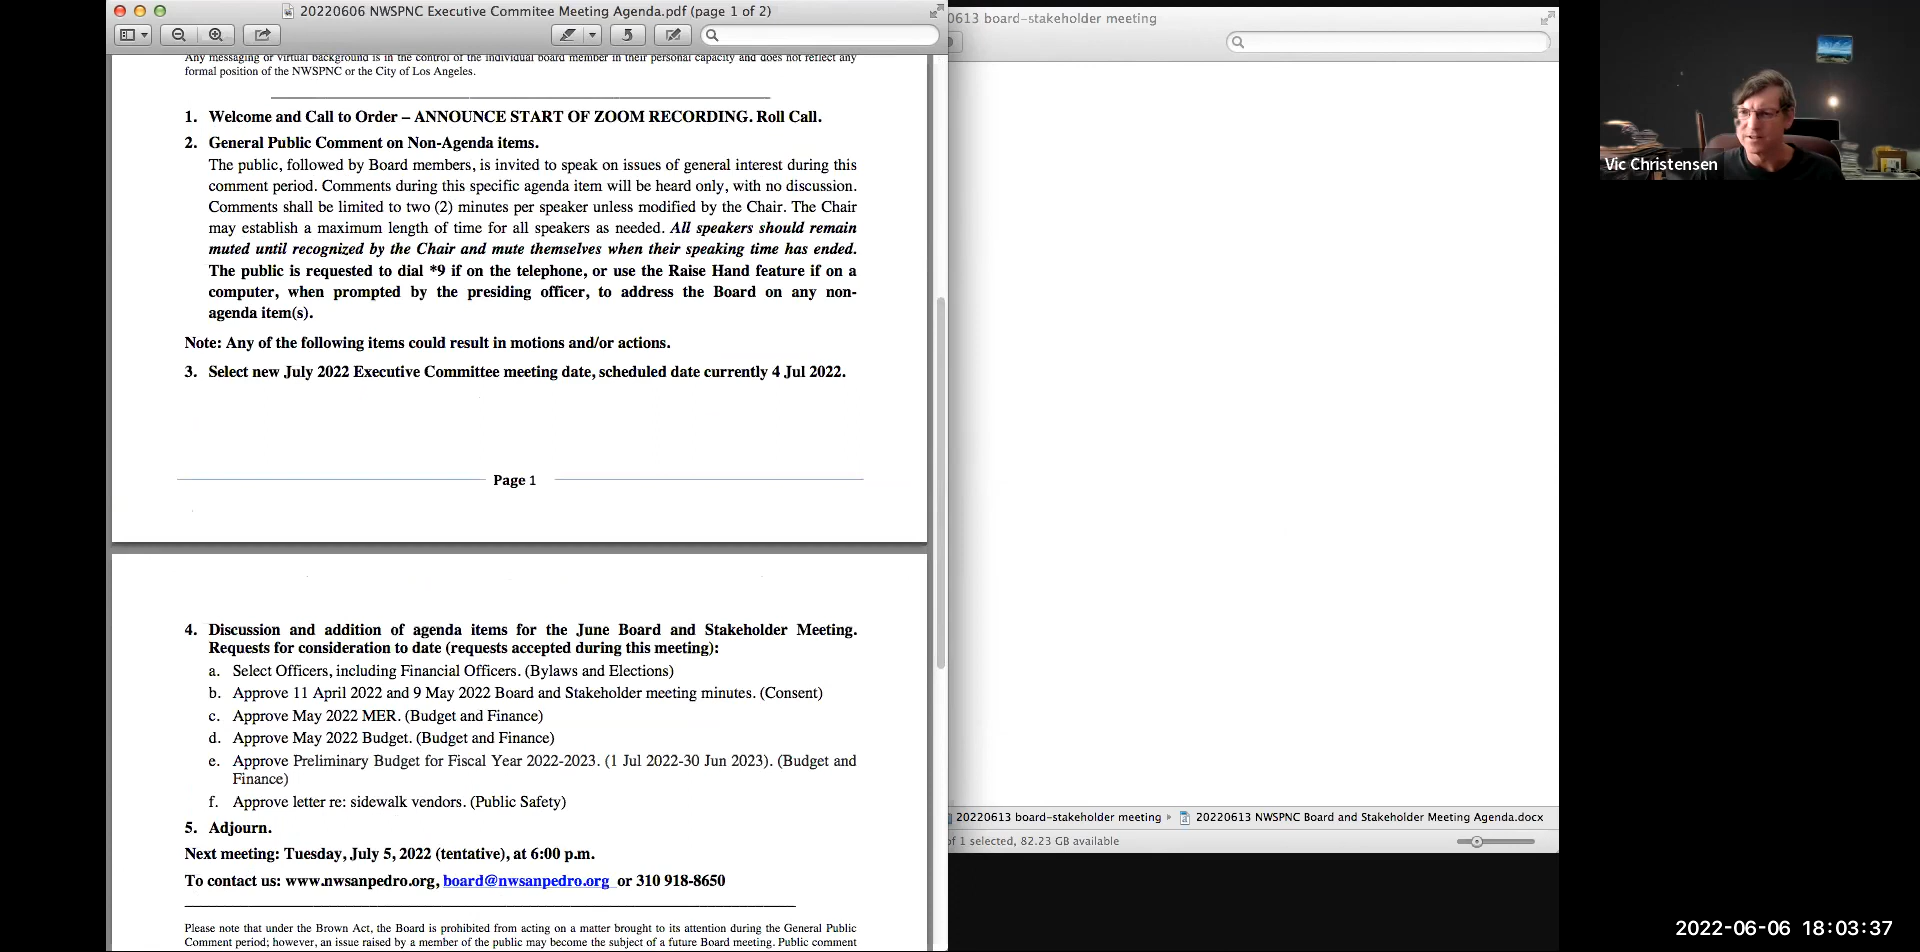 20220606 NWSPNC Executive Commitee Meeting Agenda.pdf (page 1 of 2)
0613 board-stakeholder meeting
Any messaging or virtual background is in the control of the individual board member in their personal capacity and does not reflect any
formal position of the NWSPNC or the City of Los Angeles.
1. Welcome and Call to Order – ANNOUNCE START OF ZOOM RECORDING. Roll Call.
2. General Public Comment on Non-Agenda items.
The public, followed by Board members, is invited to speak on issues of general interest during this
comment period. Comments during this specific agenda item will be heard only, with no discussion.
Comments shall be limited to two (2) minutes per speaker unless modified by the Chair. The Chair
may establish a maximum length of time for all speakers as needed. All speakers should remain
muted until recognized by the Chair and mute themselves when their speaking time has ended.
The public is requested to dial *9 if on the telephone, or use the Raise Hand feature if on a
computer, when prompted by the presiding officer, to address the Board on any non-
agenda item(s).
Note: Any of the following items could result in motions and/or actions.
3. Select new July 2022 Executive Committee meeting date, scheduled date currently 4 Jul 2022.
Page 1
4. Discussion and addition of agenda items for the June Board and Stakeholder Meeting.
Requests for consideration to date (requests accepted during this meeting):
a. Select Officers, including Financial Officers. (Bylaws and Elections)
b. Approve 11 April 2022 and 9 May 2022 Board and Stakeholder meeting minutes. (Consent)
c. Approve May 2022 MER. (Budget and Finance)
d. Approve May 2022 Budget. (Budget and Finance)
e. Approve Preliminary Budget for Fiscal Year 2022-2023. (1 Jul 2022-30 Jun 2023). (Budget and
Finance)
f. Approve letter re: sidewalk vendors. (Public Safety)
5. Adjourn.
Next meeting: Tuesday, July 5, 2022 (tentative), at 6:00 p.m.
To contact us: www.nwsanpedro.org, board@nwsanpedro.org or 310 918-8650
Please note that under the Brown Act, the Board is prohibited from acting on a matter brought to its attention during the General Public
Comment period; however, an issue raised by a member of the public may become the subject of a future Board meeting. Public comment
20220613 board-stakeholder meeting ▸ 20220613 NWSPNC Board and Stakeholder Meeting Agenda.docx
of 1 selected, 82.23 GB available
Vic Christensen
2022-06-06 18:03:37